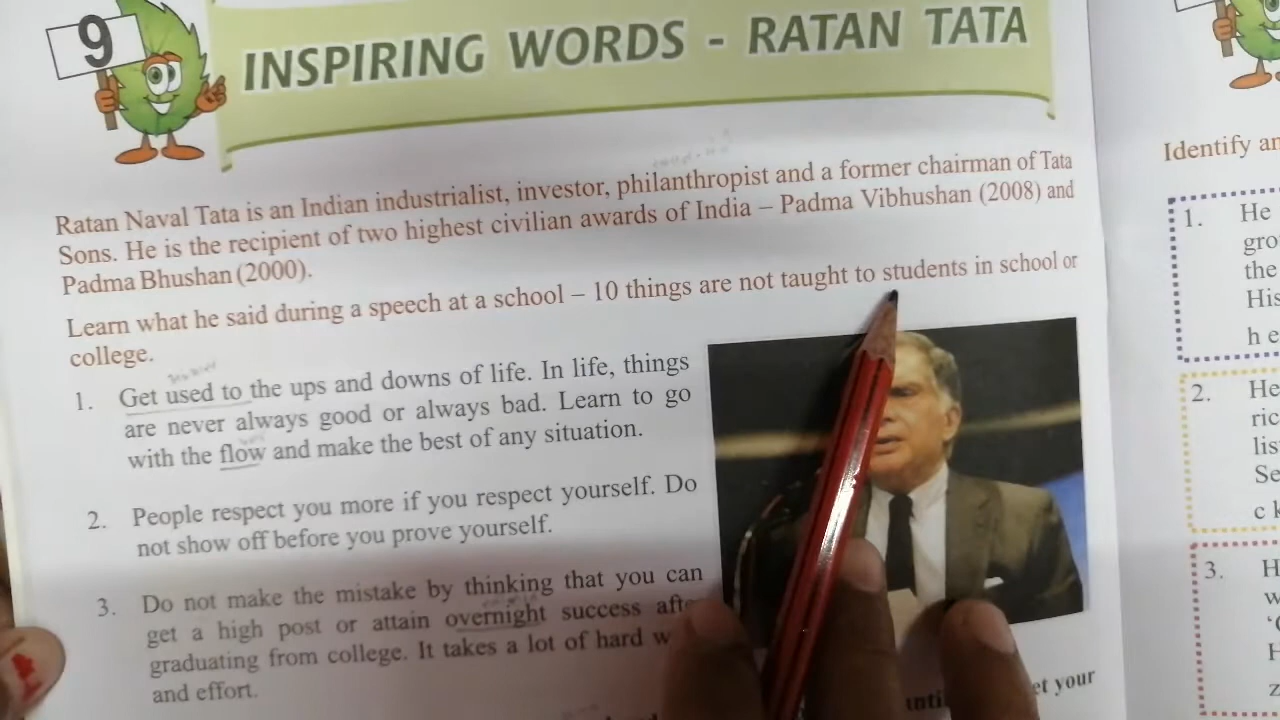 9
INSPIRING WORDS - RATAN TATA
Ratan Naval Tata is an Indian industrialist, investor, philanthropist and a former chairman of Tata
Sons. He is the recipient of two highest civilian awards of India – Padma Vibhushan (2008) and
Padma Bhushan (2000).
Learn what he said during a speech at a school – 10 things are not taught to students in school or
college.
1. Get used to the ups and downs of life. In life, things
are never always good or always bad. Learn to go
with the flow and make the best of any situation.
2. People respect you more if you respect yourself. Do
not show off before you prove yourself.
3. Do not make the mistake by thinking that you can
get a high post or attain overnight success
graduating from college. It takes a lot of hard
and effort.
your
Identify
1. He
the
His
2. He
3.